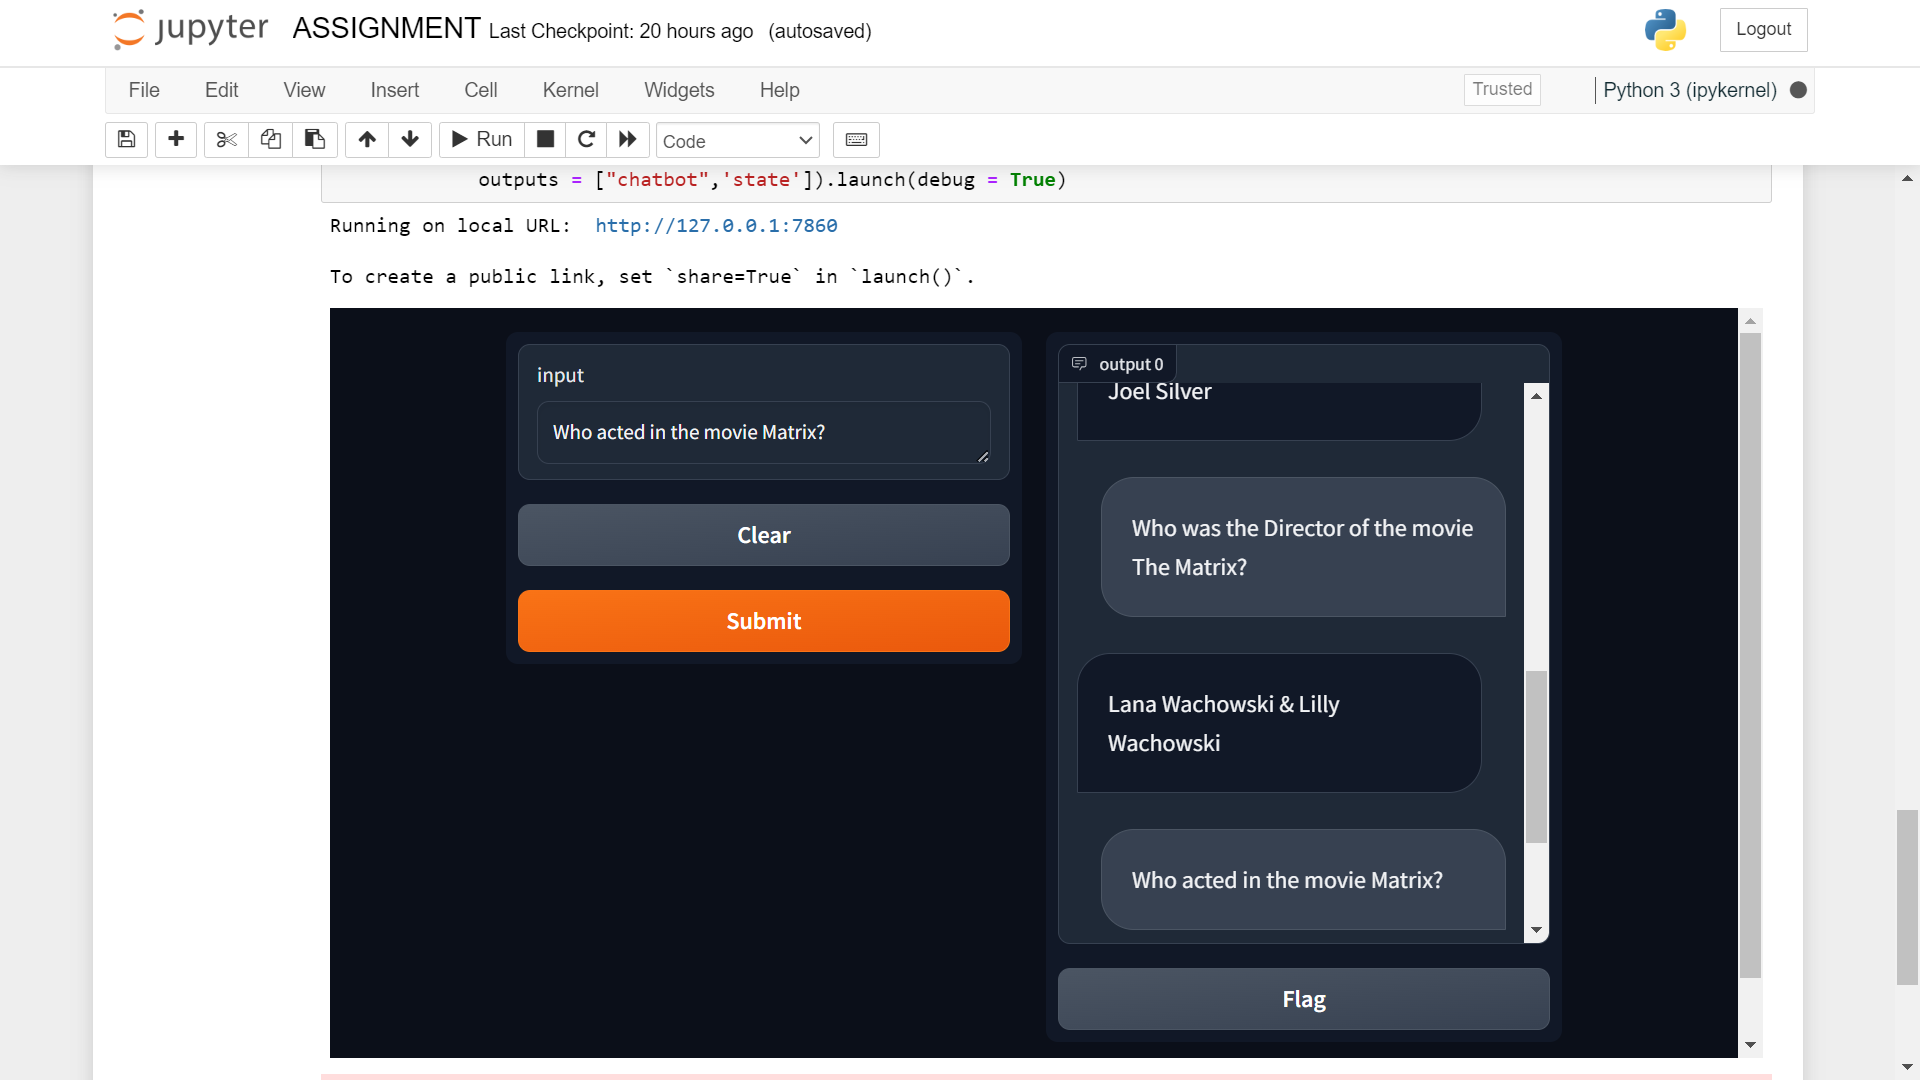 jupyter ASSIGNMENT Last Checkpoint: 20 hours ago (autosaved) Logout
File Edit View Insert Cell Kernel Widgets Help Trusted Python 3 (ipykernel)
Run Code
outputs = ["chatbot",'state']).launch(debug = True)
Running on local URL: http://127.0.0.1:7860
To create a public link, set `share=True` in `launch()`.
input
Who acted in the movie Matrix?
Clear
Submit
output 0
Joel Silver
Who was the Director of the movie
The Matrix?
Lana Wachowski & Lilly
Wachowski
Who acted in the movie Matrix?
Flag